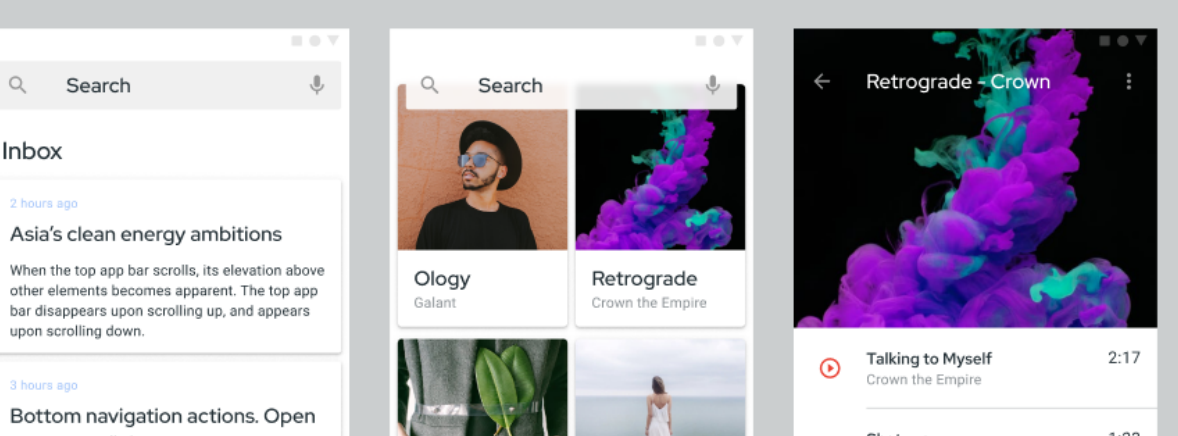 Search
Inbox
2 hours ago
Asia's clean energy ambitions
When the top app bar scrolls, its elevation above
other elements becomes apparent. The top app
bar disappears upon scrolling up, and appears
upon scrolling down.
3 hours ago
Bottom navigation actions. Open
Search
Ology
Galant
Retrograde
Crown the Empire
Retrograde - Crown
Talking to Myself
2:17
Crown the Empire